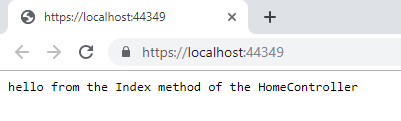 https://localhost:44349
https://localhost:44349
hello from the Index method of the HomeController